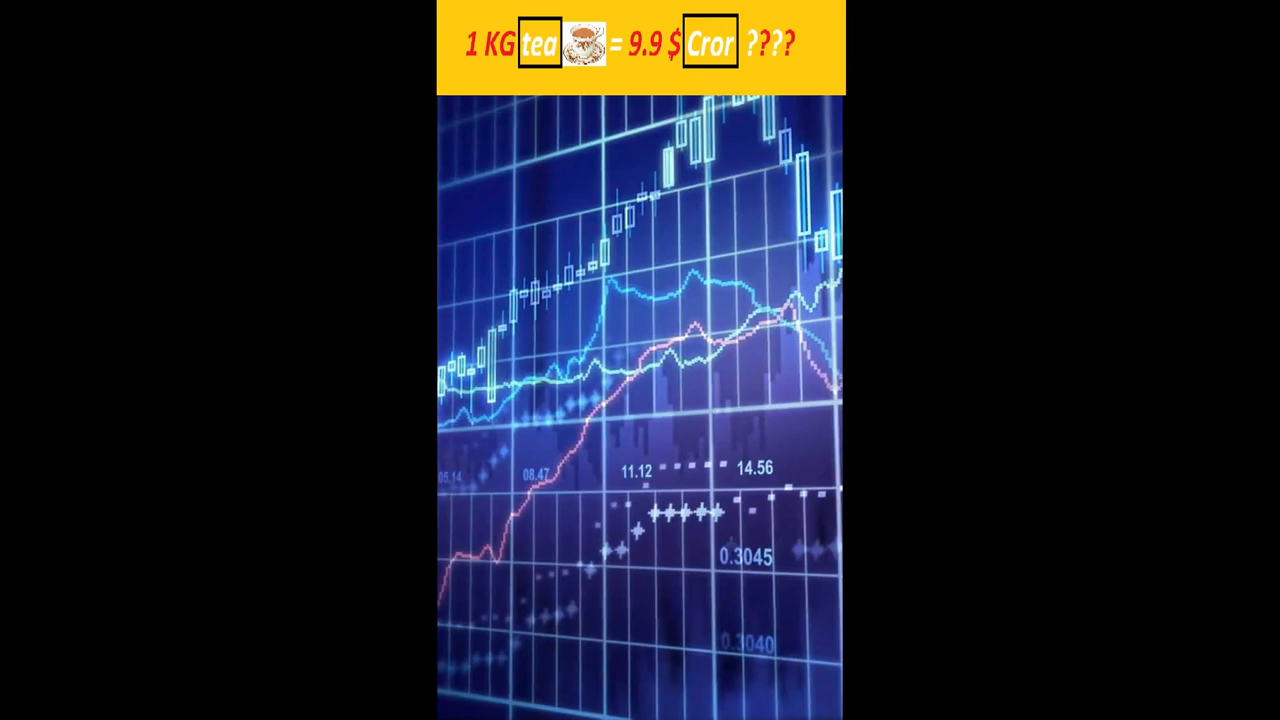 1 KG tea = 9.9 $ Cror ????
05.14 08.47 11.12 14.56
0.3045
0.3040